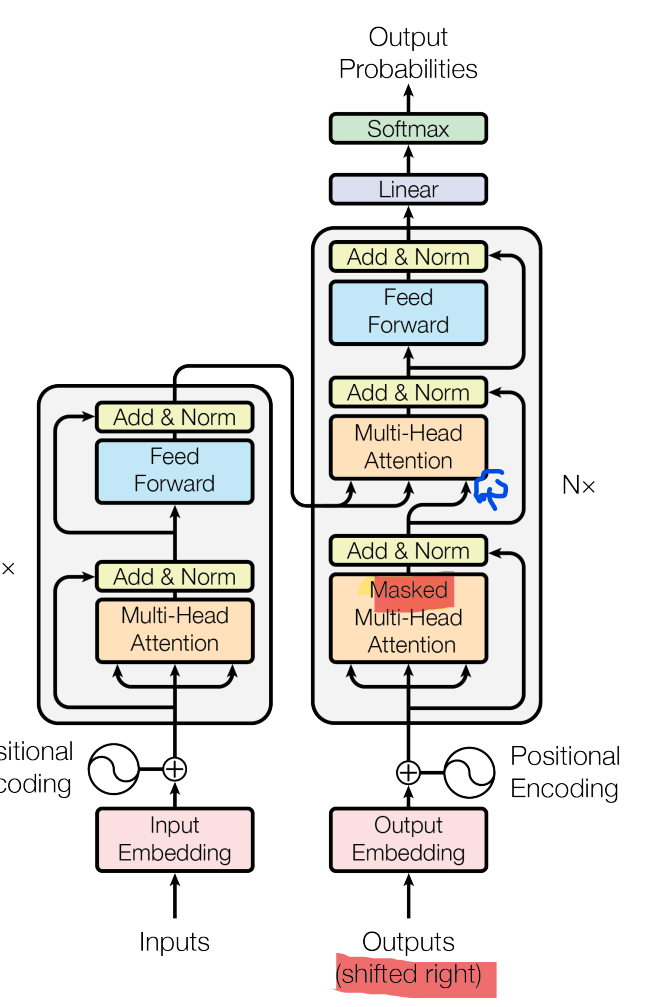 Output
Probabilities
Softmax
Linear
Add & Norm
Feed
Forward
Add & Norm
Multi-Head
Attention
N×
Add & Norm
Masked
Multi-Head
Attention
Add & Norm
Feed
Forward
×
Add & Norm
Multi-Head
Attention
sitional
coding
Positional
Encoding
Input
Embedding
Output
Embedding
Inputs
Outputs
(shifted right)